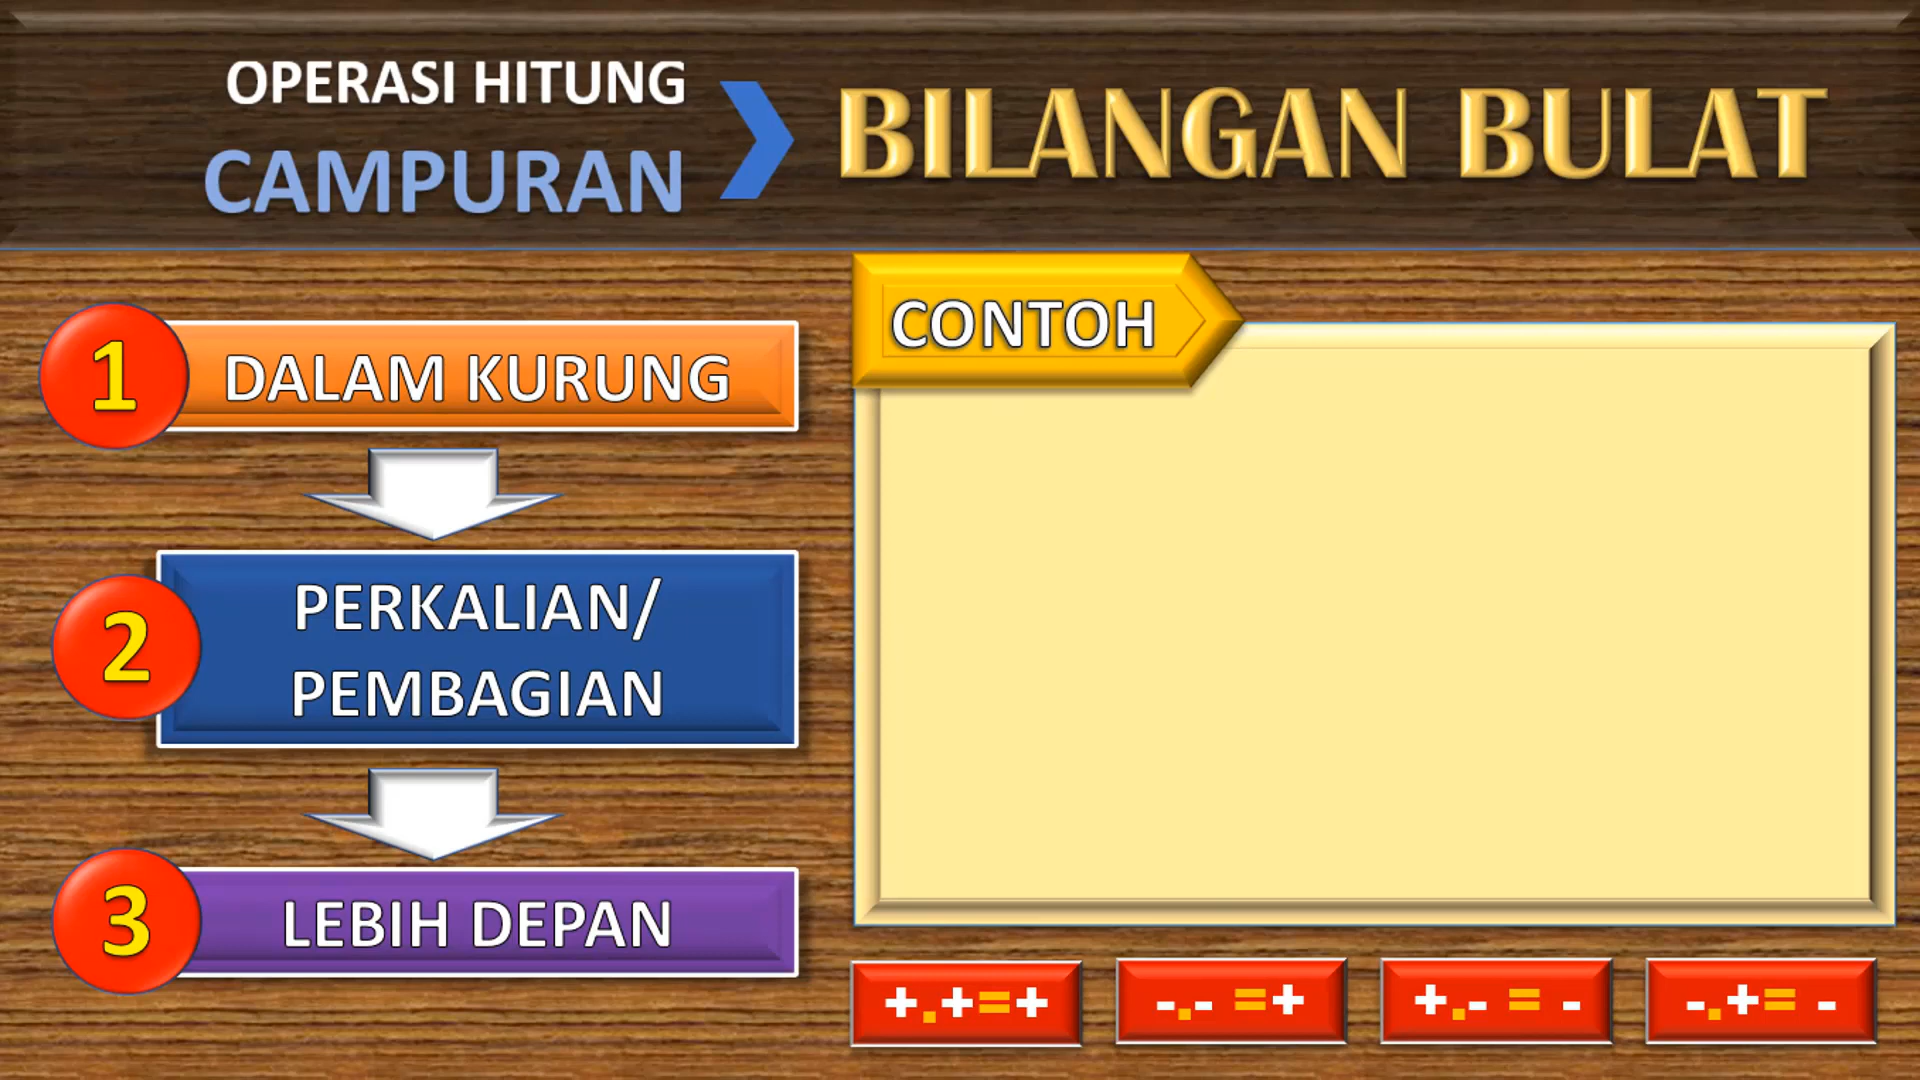 OPERASI HITUNG
CAMPURAN
BILANGAN BULAT
1
DALAM KURUNG
2
PERKALIAN/
PEMBAGIAN
3
LEBIH DEPAN
CONTOH
+.+=+
-.- =+
+.- = -
-.+= -